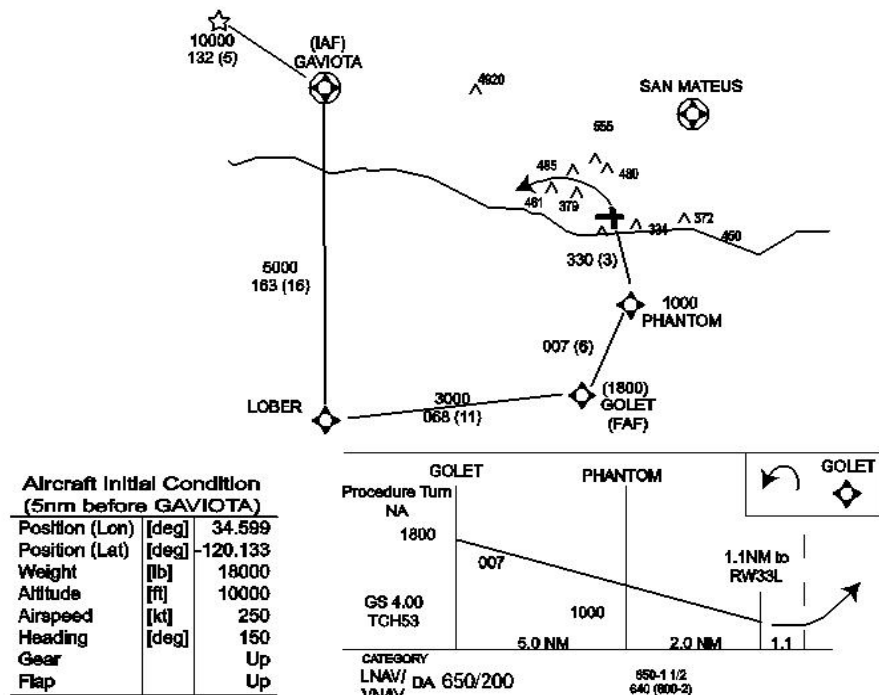 10000
132 (5)
(IAF)
GAVIOTA
4920
SAN MATEUS
555
485
480
461
379
334
372
450
330 (3)
5000
163 (16)
1000
PHANTOM
007 (6)
LOBER
3000
068 (11)
(1800)
GOLET
(FAF)
Aircraft Initial Condition
(5nm before GAVIOTA)
Position (Lon) [deg] 34.599
Position (Lat) [deg] -120.133
Weight [lb] 18000
Altitude [ft] 10000
Airspeed [kt] 250
Heading [deg] 150
Gear Up
Flap Up
GOLET
PHANTOM
GOLET
Procedure Turn
NA
1800
007
1.1NM to
RW33L
GS 4.00
TCH53
1000
5.0 NM
2.0 NM
1.1
CATEGORY
LNAV/
VNAV
DA 650/200
650-1 1/2
640 (600-2)